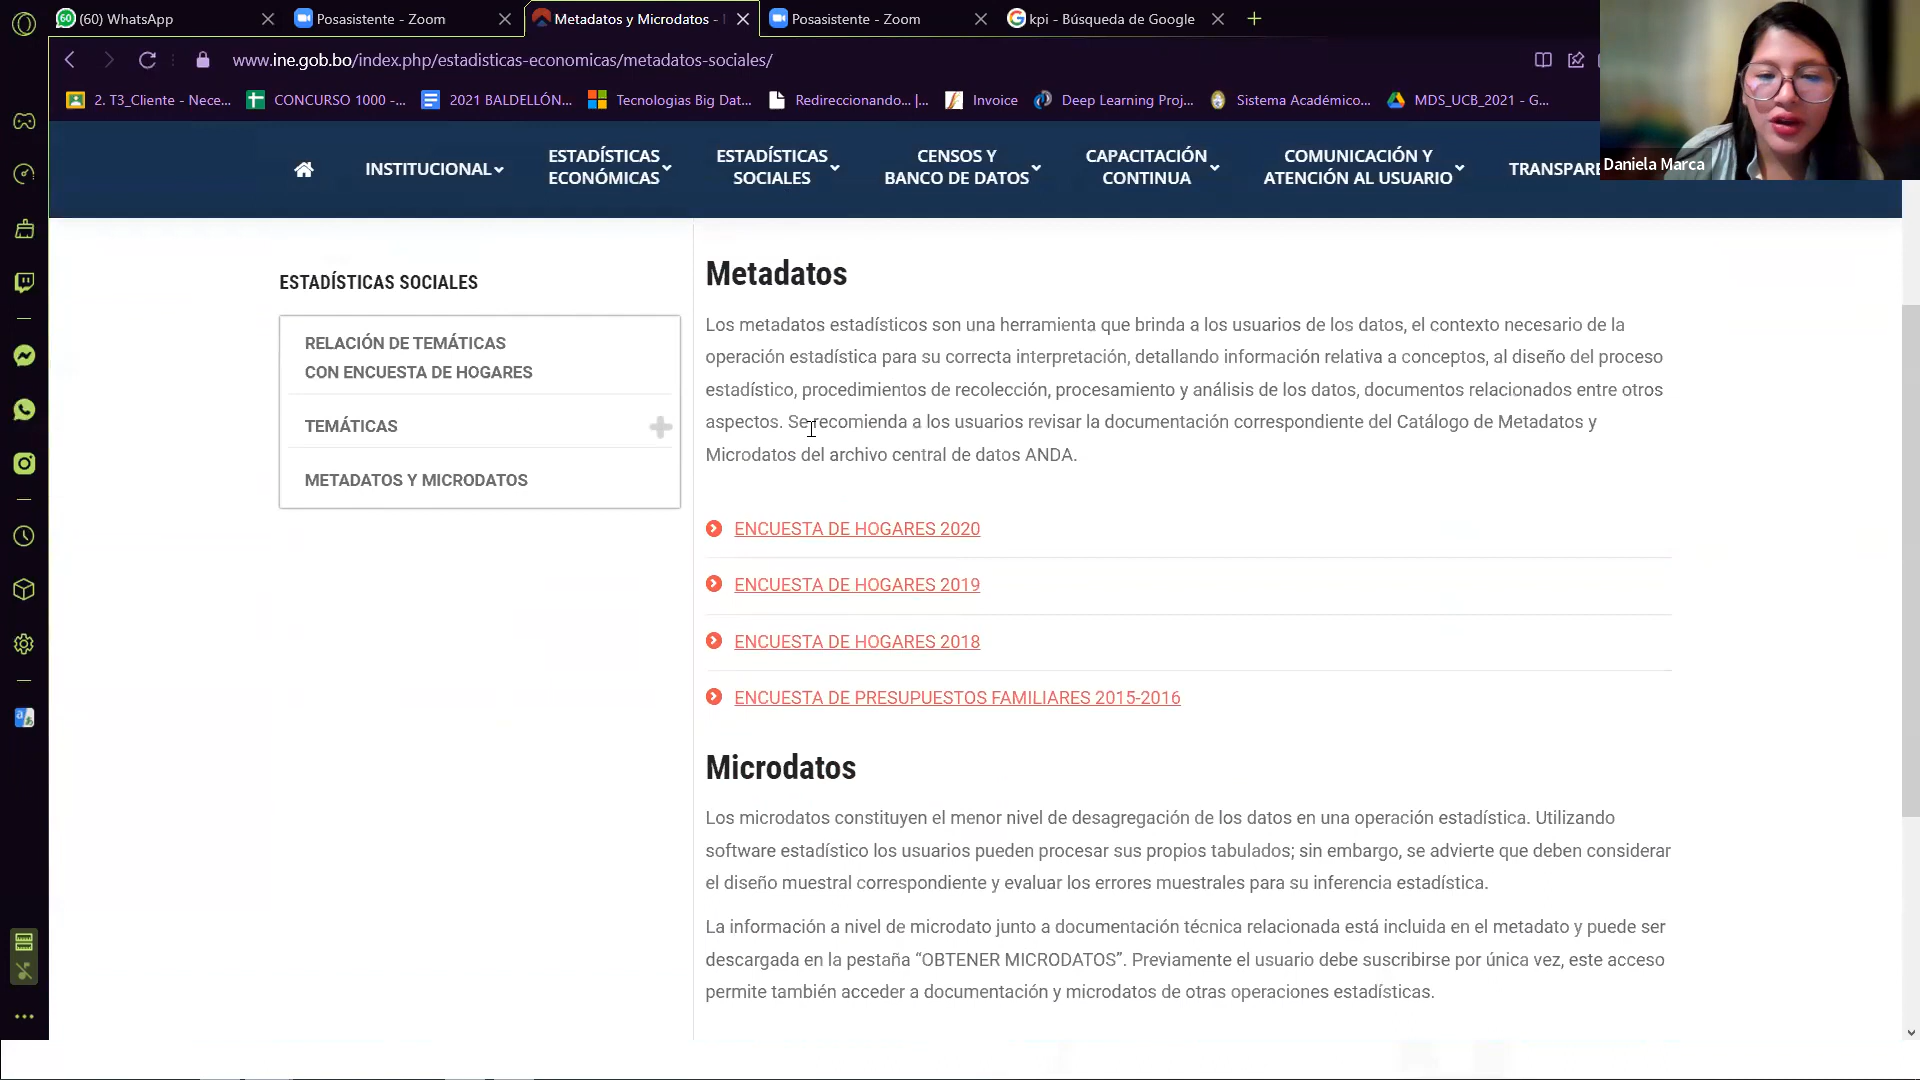 (60) WhatsApp
Posasistente - Zoom
Metadatos y Microdatos -
Posasistente - Zoom
kpi - Búsqueda de Google
www.ine.gob.bo/index.php/estadisticas-economicas/metadatos-sociales/
2. T3_Cliente - Nece...
CONCURSO 1000 -...
2021 BALDELLÓN...
Tecnologias Big Dat...
Redireccionando... |...
Invoice
Deep Learning Proj...
Sistema Académico...
MDS_UCB_2021 - G...
Daniela Marca
INSTITUCIONAL
ESTADÍSTICAS
ECONÓMICAS
ESTADÍSTICAS
SOCIALES
CENSOS Y
BANCO DE DATOS
CAPACITACIÓN
CONTINUA
COMUNICACIÓN Y
ATENCIÓN AL USUARIO
TRANSPARE
ESTADÍSTICAS SOCIALES
RELACIÓN DE TEMÁTICAS
CON ENCUESTA DE HOGARES
TEMÁTICAS
METADATOS Y MICRODATOS
Metadatos
Los metadatos estadísticos son una herramienta que brinda a los usuarios de los datos, el contexto necesario de la
operación estadística para su correcta interpretación, detallando información relativa a conceptos, al diseño del proceso
estadístico, procedimientos de recolección, procesamiento y análisis de los datos, documentos relacionados entre otros
aspectos. Se recomienda a los usuarios revisar la documentación correspondiente del Catálogo de Metadatos y
Microdatos del archivo central de datos ANDA.
ENCUESTA DE HOGARES 2020
ENCUESTA DE HOGARES 2019
ENCUESTA DE HOGARES 2018
ENCUESTA DE PRESUPUESTOS FAMILIARES 2015-2016
Microdatos
Los microdatos constituyen el menor nivel de desagregación de los datos en una operación estadística. Utilizando
software estadístico los usuarios pueden procesar sus propios tabulados; sin embargo, se advierte que deben considerar
el diseño muestral correspondiente y evaluar los errores muestrales para su inferencia estadística.
La información a nivel de microdato junto a documentación técnica relacionada está incluida en el metadato y puede ser
descargada en la pestaña “OBTENER MICRODATOS”. Previamente el usuario debe suscribirse por única vez, este acceso
permite también acceder a documentación y microdatos de otras operaciones estadísticas.